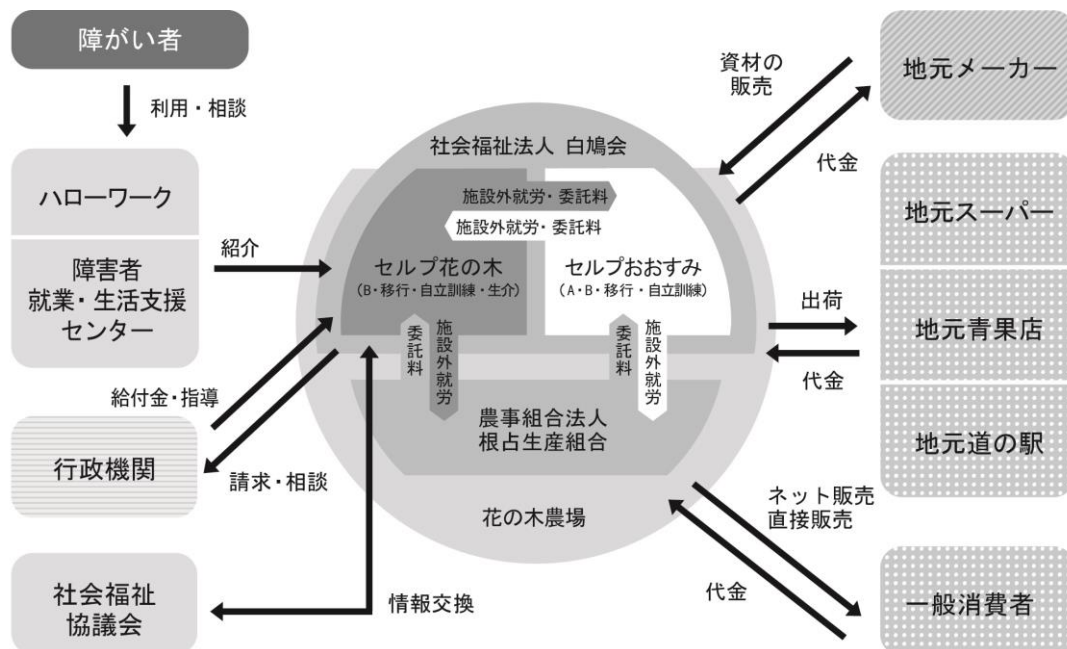 障がい者
利用・相談
ハローワーク
障害者
就業・生活支援
センター
紹介
給付金・指導
行政機関
請求・相談
社会福祉
協議会
情報交換
社会福祉法人 白鳩会
施設外就労・委託料
施設外就労・委託料
セルプ花の木
（B・移行・自立訓練・生介）
セルプおおすみ
（A・B・移行・自立訓練）
委託料
施設外就労
委託料
施設外就労
農事組合法人
根占生産組合
花の木農場
資材の
販売
代金
地元メーカー
地元スーパー
地元青果店
地元道の駅
出荷
代金
ネット販売
直接販売
代金
一般消費者